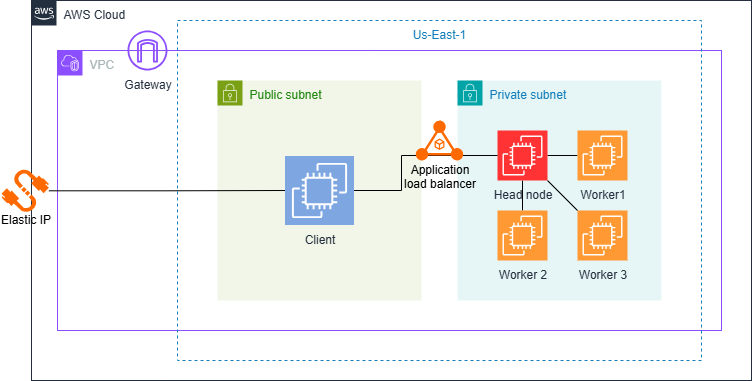 aws
AWS Cloud
Us-East-1
VPC
Gateway
Public subnet
Private subnet
Application
load balancer
Head node
Worker1
Elastic IP
Client
Worker 2
Worker 3